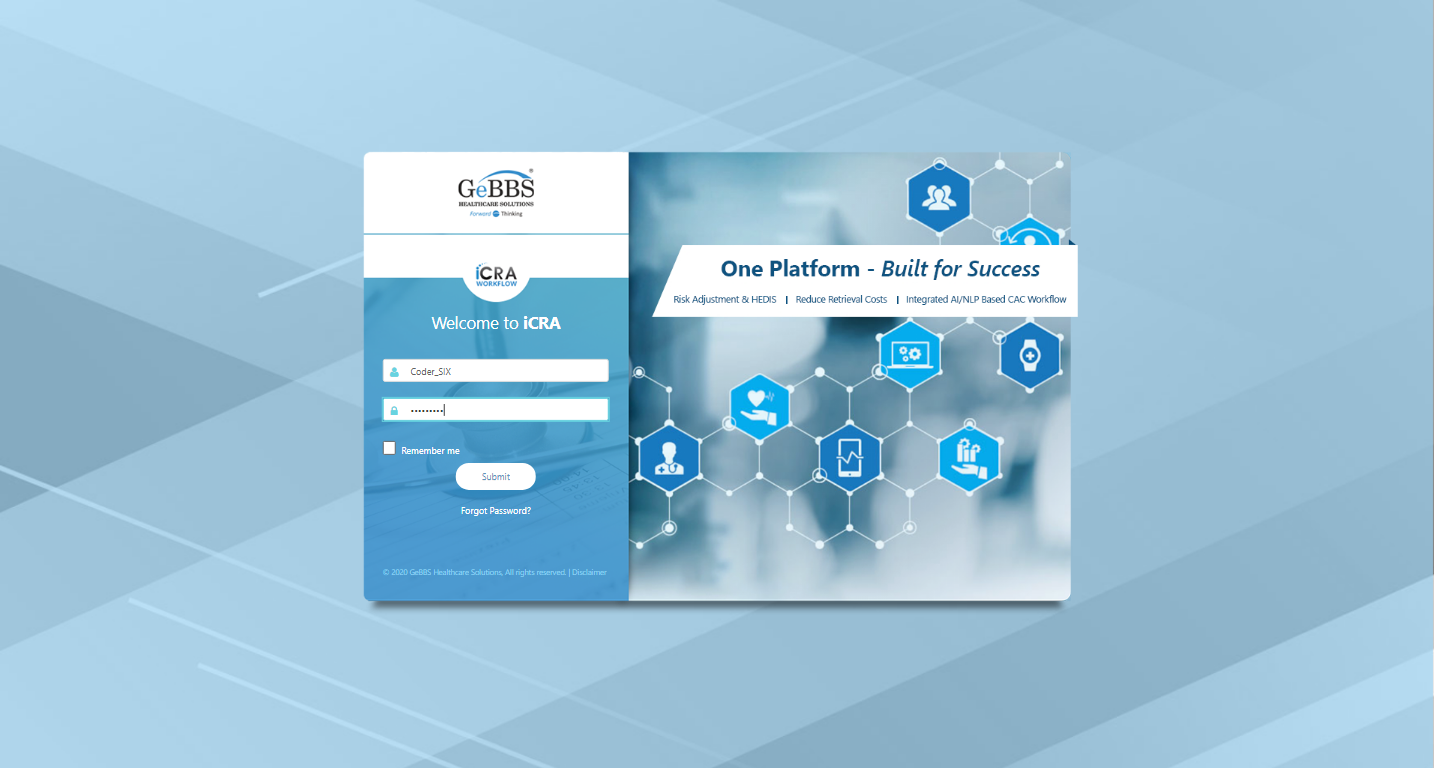 GeBBS®
HEALTHCARE SOLUTIONS
Forward Thinking
iCRA
WORKFLOW
Welcome to iCRA
Coder_SIX
•••••••••
Remember me
Submit
Forgot Password?
© 2020 GeBBS Healthcare Solutions, All rights reserved. | Disclaimer
One Platform - Built for Success
Risk Adjustment & HEDIS | Reduce Retrieval Costs | Integrated AI/NLP Based CAC Workflow